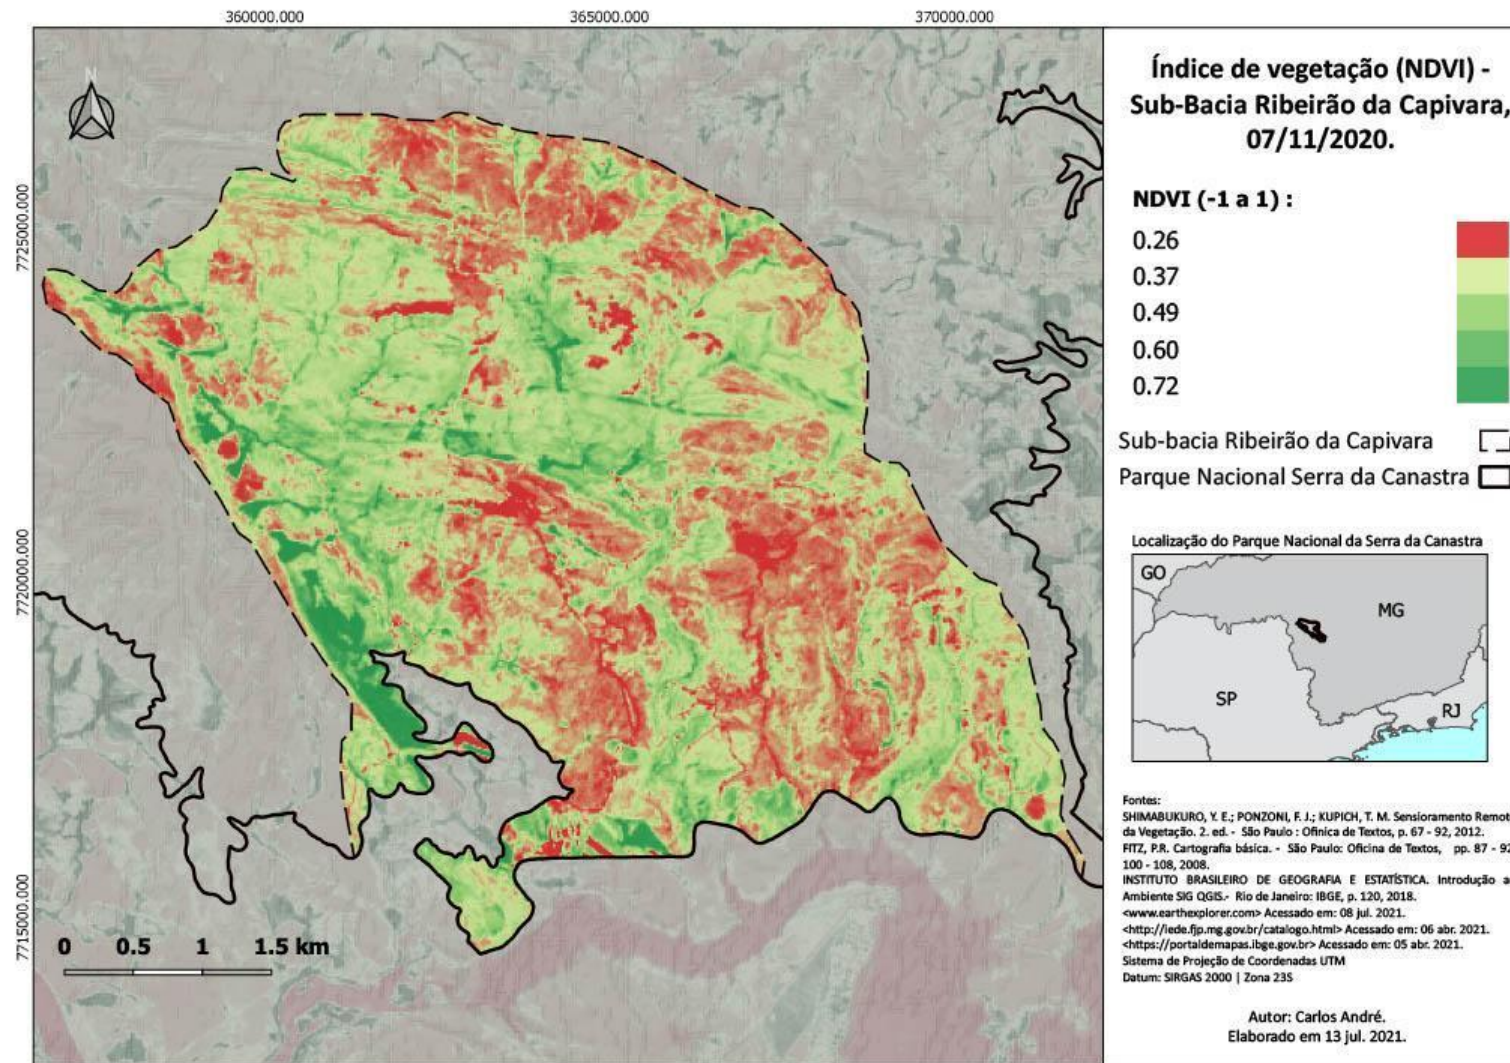 360000.000 365000.000 370000.000
7725000.000
7720000.000
7715000.000
N
0 0.5 1 1.5 km
Índice de vegetação (NDVI) -
Sub-Bacia Ribeirão da Capivara,
07/11/2020.
NDVI (-1 a 1) :
0.26
0.37
0.49
0.60
0.72
Sub-bacia Ribeirão da Capivara
Parque Nacional Serra da Canastra
Localização do Parque Nacional da Serra da Canastra
GO
MG
SP
RJ
Fontes:
SHIMABUKURO, Y. E.; PONZONI, F. J.; KUPICH, T. M. Sensioramento Remot
da Vegetação. 2. ed. - São Paulo : Ofinica de Textos, p. 67 - 92, 2012.
FITZ, P.R. Cartografia básica. - São Paulo: Oficina de Textos, pp. 87 - 92
100 - 108, 2008.
INSTITUTO BRASILEIRO DE GEOGRAFIA E ESTATÍSTICA. Introdução a
Ambiente SIG QGIS.- Rio de Janeiro: IBGE, p. 120, 2018.
<www.earthexplorer.com> Acessado em: 08 jul. 2021.
<http://iede.fjp.mg.gov.br/catalogo.html> Acessado em: 06 abr. 2021.
<https://portaldemapas.ibge.gov.br> Acessado em: 05 abr. 2021.
Sistema de Projeção de Coordenadas UTM
Datum: SIRGAS 2000 | Zona 23S
Autor: Carlos André.
Elaborado em 13 jul. 2021.